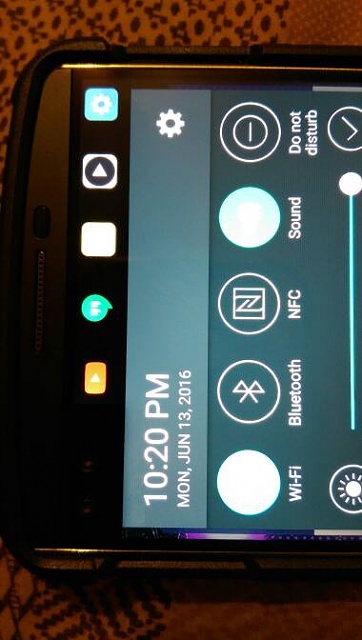 10:20 PM
MON, JUN 13, 2016
Wi-Fi
Bluetooth
NFC
Sound
Do not
disturb